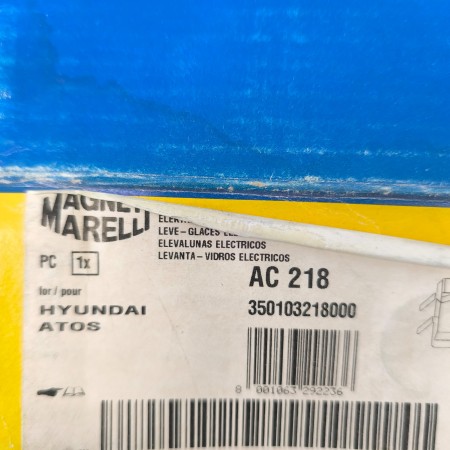 MAGNETI
MARELLI
LEVE-GLACES
ELEVALUNAS ELECTRICOS
LEVANTA-VIDROS ELECTRICOS
PC 1x
AC 218
for / pour
350103218000
HYUNDAI
ATOS
8 001063 292236